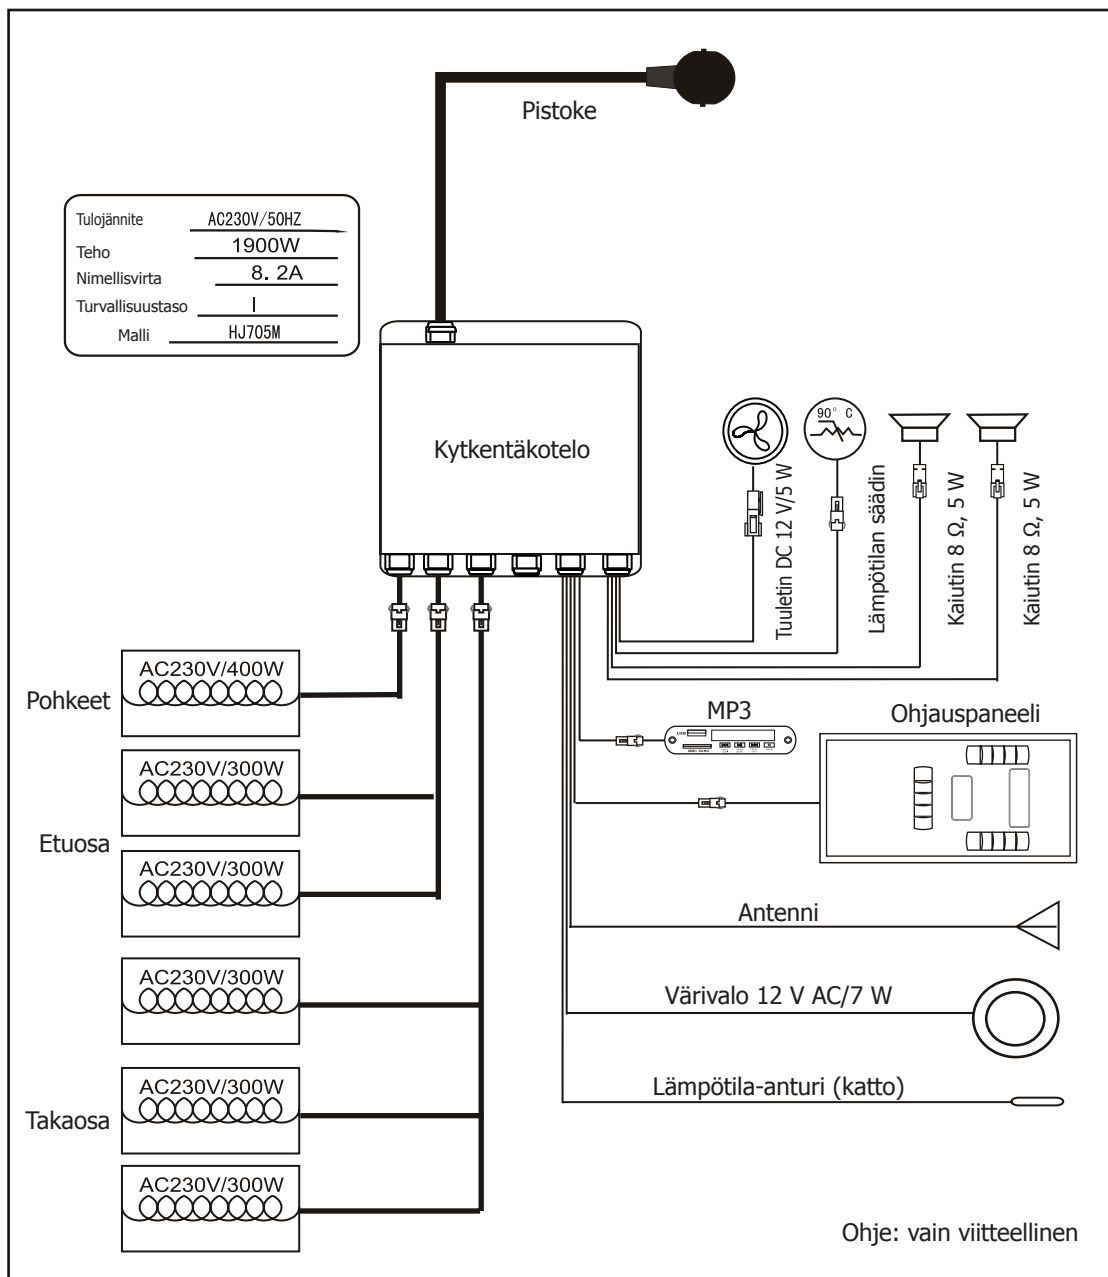 Pistoke
Tulojännite AC230V/50HZ
Teho 1900W
Nimellisvirta 8. 2A
Turvallisuustaso I
Malli HJ705M
Kytkentäkotelo
90° C
Tuuletin DC 12 V/5 W
Lämpötilan säädin
Kaiutin 8 Ω, 5 W
Kaiutin 8 Ω, 5 W
Pohkeet
AC230V/400W
AC230V/300W
Etuosa
AC230V/300W
AC230V/300W
AC230V/300W
Takaosa
AC230V/300W
MP3
USB
Ohjauspaneeli
Antenni
Värivalo 12 V AC/7 W
Lämpötila-anturi (katto)
Ohje: vain viitteellinen